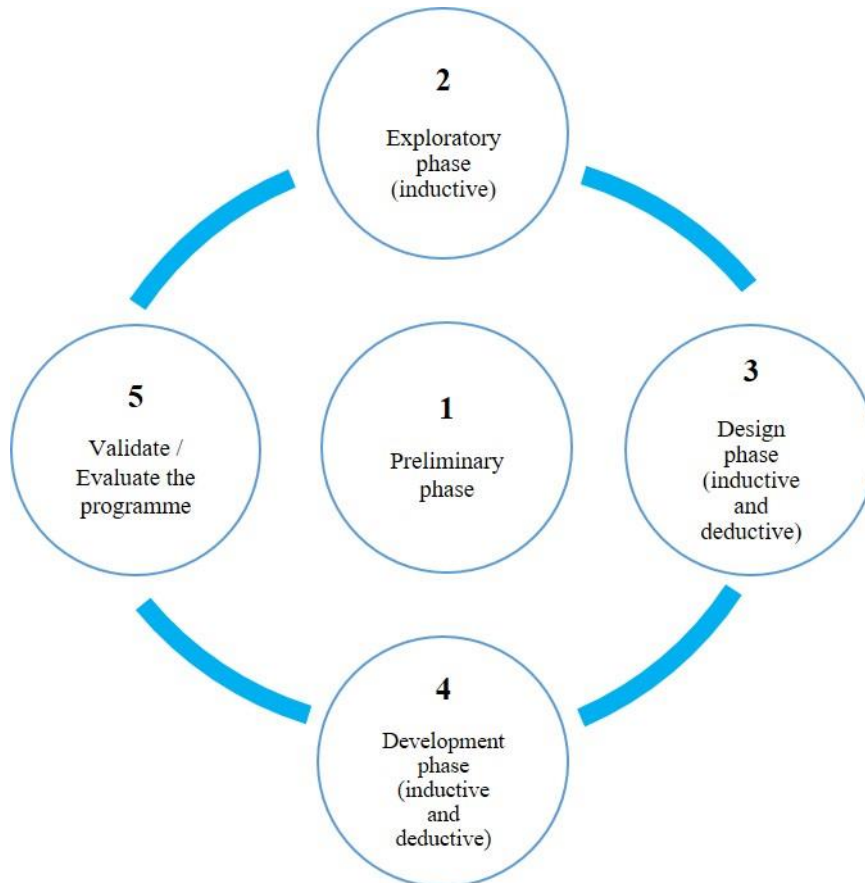 2
Exploratory
phase
(inductive)
5
Validate /
Evaluate the
programme
1
Preliminary
phase
3
Design
phase
(inductive
and
deductive)
4
Development
phase
(inductive
and
deductive)